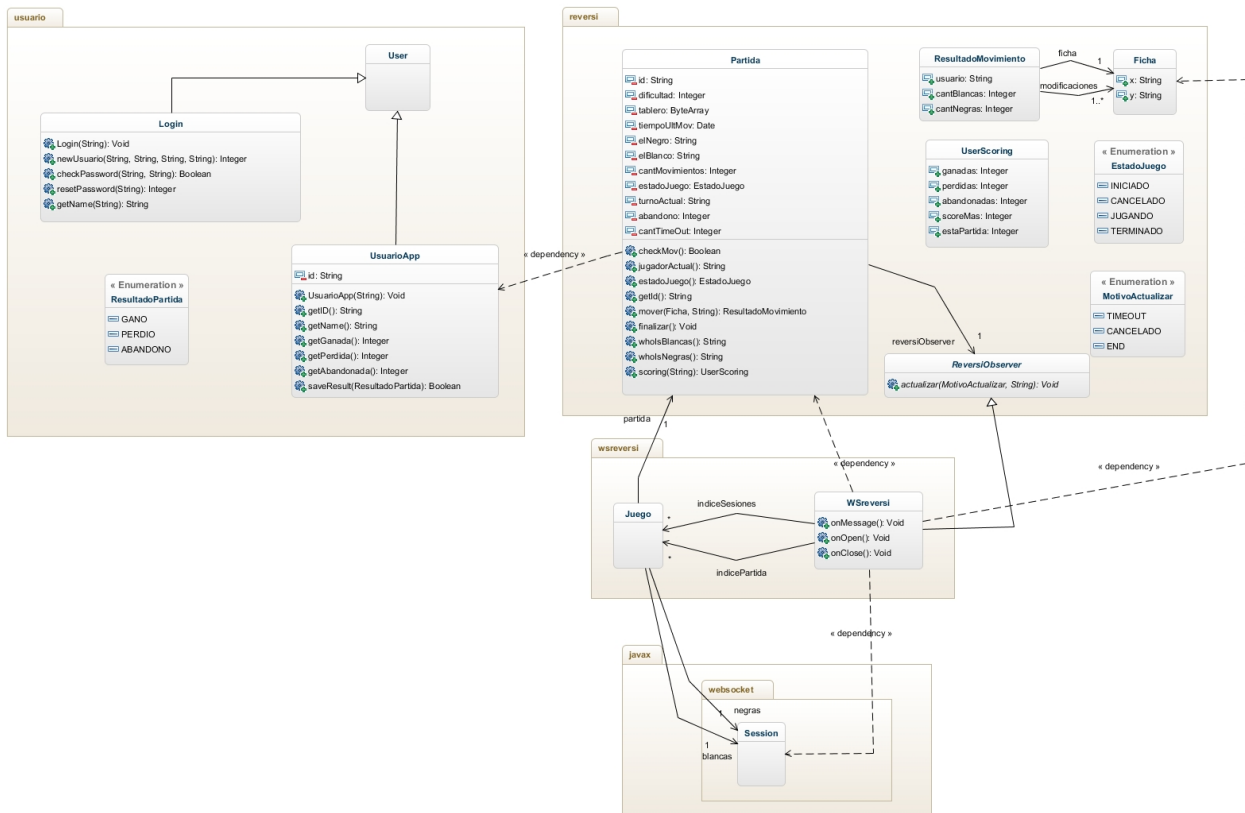 usuario
User
Login
Login(String): Void
newUsuario(String, String, String, String): Integer
checkPassword(String, String): Boolean
resetPassword(String): Integer
getName(String): String
UsuarioApp
id: String
UsuarioApp(String): Void
getID(): String
getName(): String
getGanada(): Integer
getPerdida(): Integer
getAbandonada(): Integer
saveResult(ResultadoPartida): Boolean
« Enumeration »
ResultadoPartida
GANO
PERDIO
ABANDONO
« dependency »
reversi
Partida
id: String
dificultad: Integer
tablero: ByteArray
tiempoUltMov: Date
elNegro: String
elBlanco: String
cantMovimientos: Integer
estadoJuego: EstadoJuego
turnoActual: String
abandono: Integer
cantTimeOut: Integer
checkMov(): Boolean
jugadorActual(): String
estadoJuego(): EstadoJuego
getId(): String
mover(Ficha, String): ResultadoMovimiento
finalizar(): Void
whoIsBlancas(): String
whoIsNegras(): String
scoring(String): UserScoring
ResultadoMovimiento
usuario: String
cantBlancas: Integer
cantNegras: Integer
ficha
1
modificaciones
1..*
Ficha
x: String
y: String
UserScoring
ganadas: Integer
perdidas: Integer
abandonadas: Integer
scoreMas: Integer
estaPartida: Integer
« Enumeration »
EstadoJuego
INICIADO
CANCELADO
JUGANDO
TERMINADO
« Enumeration »
MotivoActualizar
TIMEOUT
CANCELADO
END
reversiObserver
1
ReversiObserver
actualizar(MotivoActualizar, String): Void
partida
1
wsreversi
« dependency »
« dependency »
Juego
indiceSesiones
*
indicePartida
*
WSreversi
onMessage(): Void
onOpen(): Void
onClose(): Void
« dependency »
javax
websocket
negras
1
1
blancas
Session